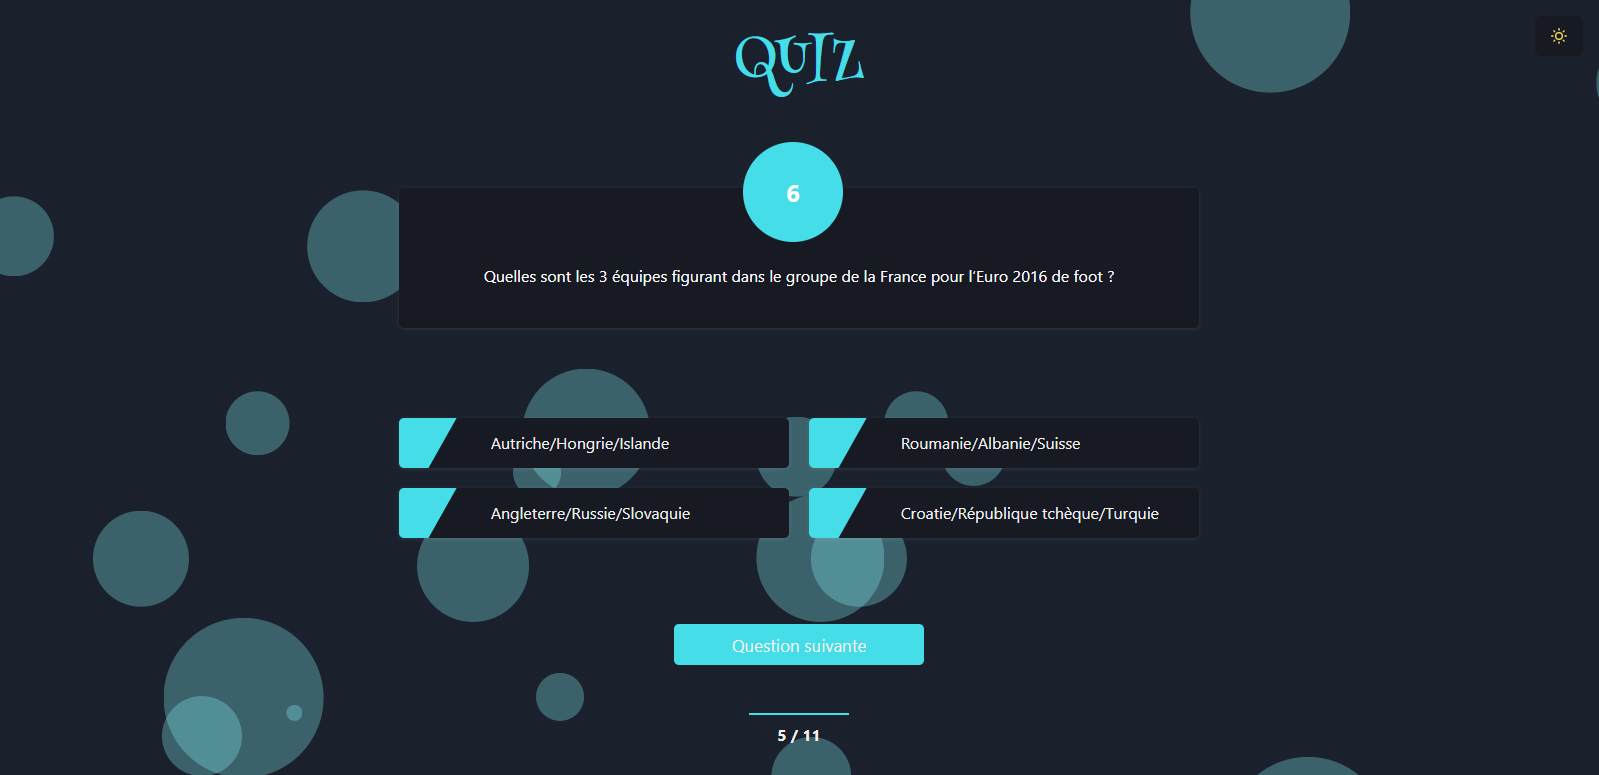 QUIZ
6
Quelles sont les 3 équipes figurant dans le groupe de la France pour l'Euro 2016 de foot ?
Autriche/Hongrie/Islande
Roumanie/Albanie/Suisse
Angleterre/Russie/Slovaquie
Croatie/République tchèque/Turquie
Question suivante
5 / 11